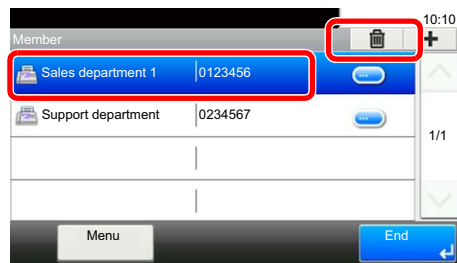 10:10
Member
Sales department 1 0123456
Support department 0234567
1/1
Menu End